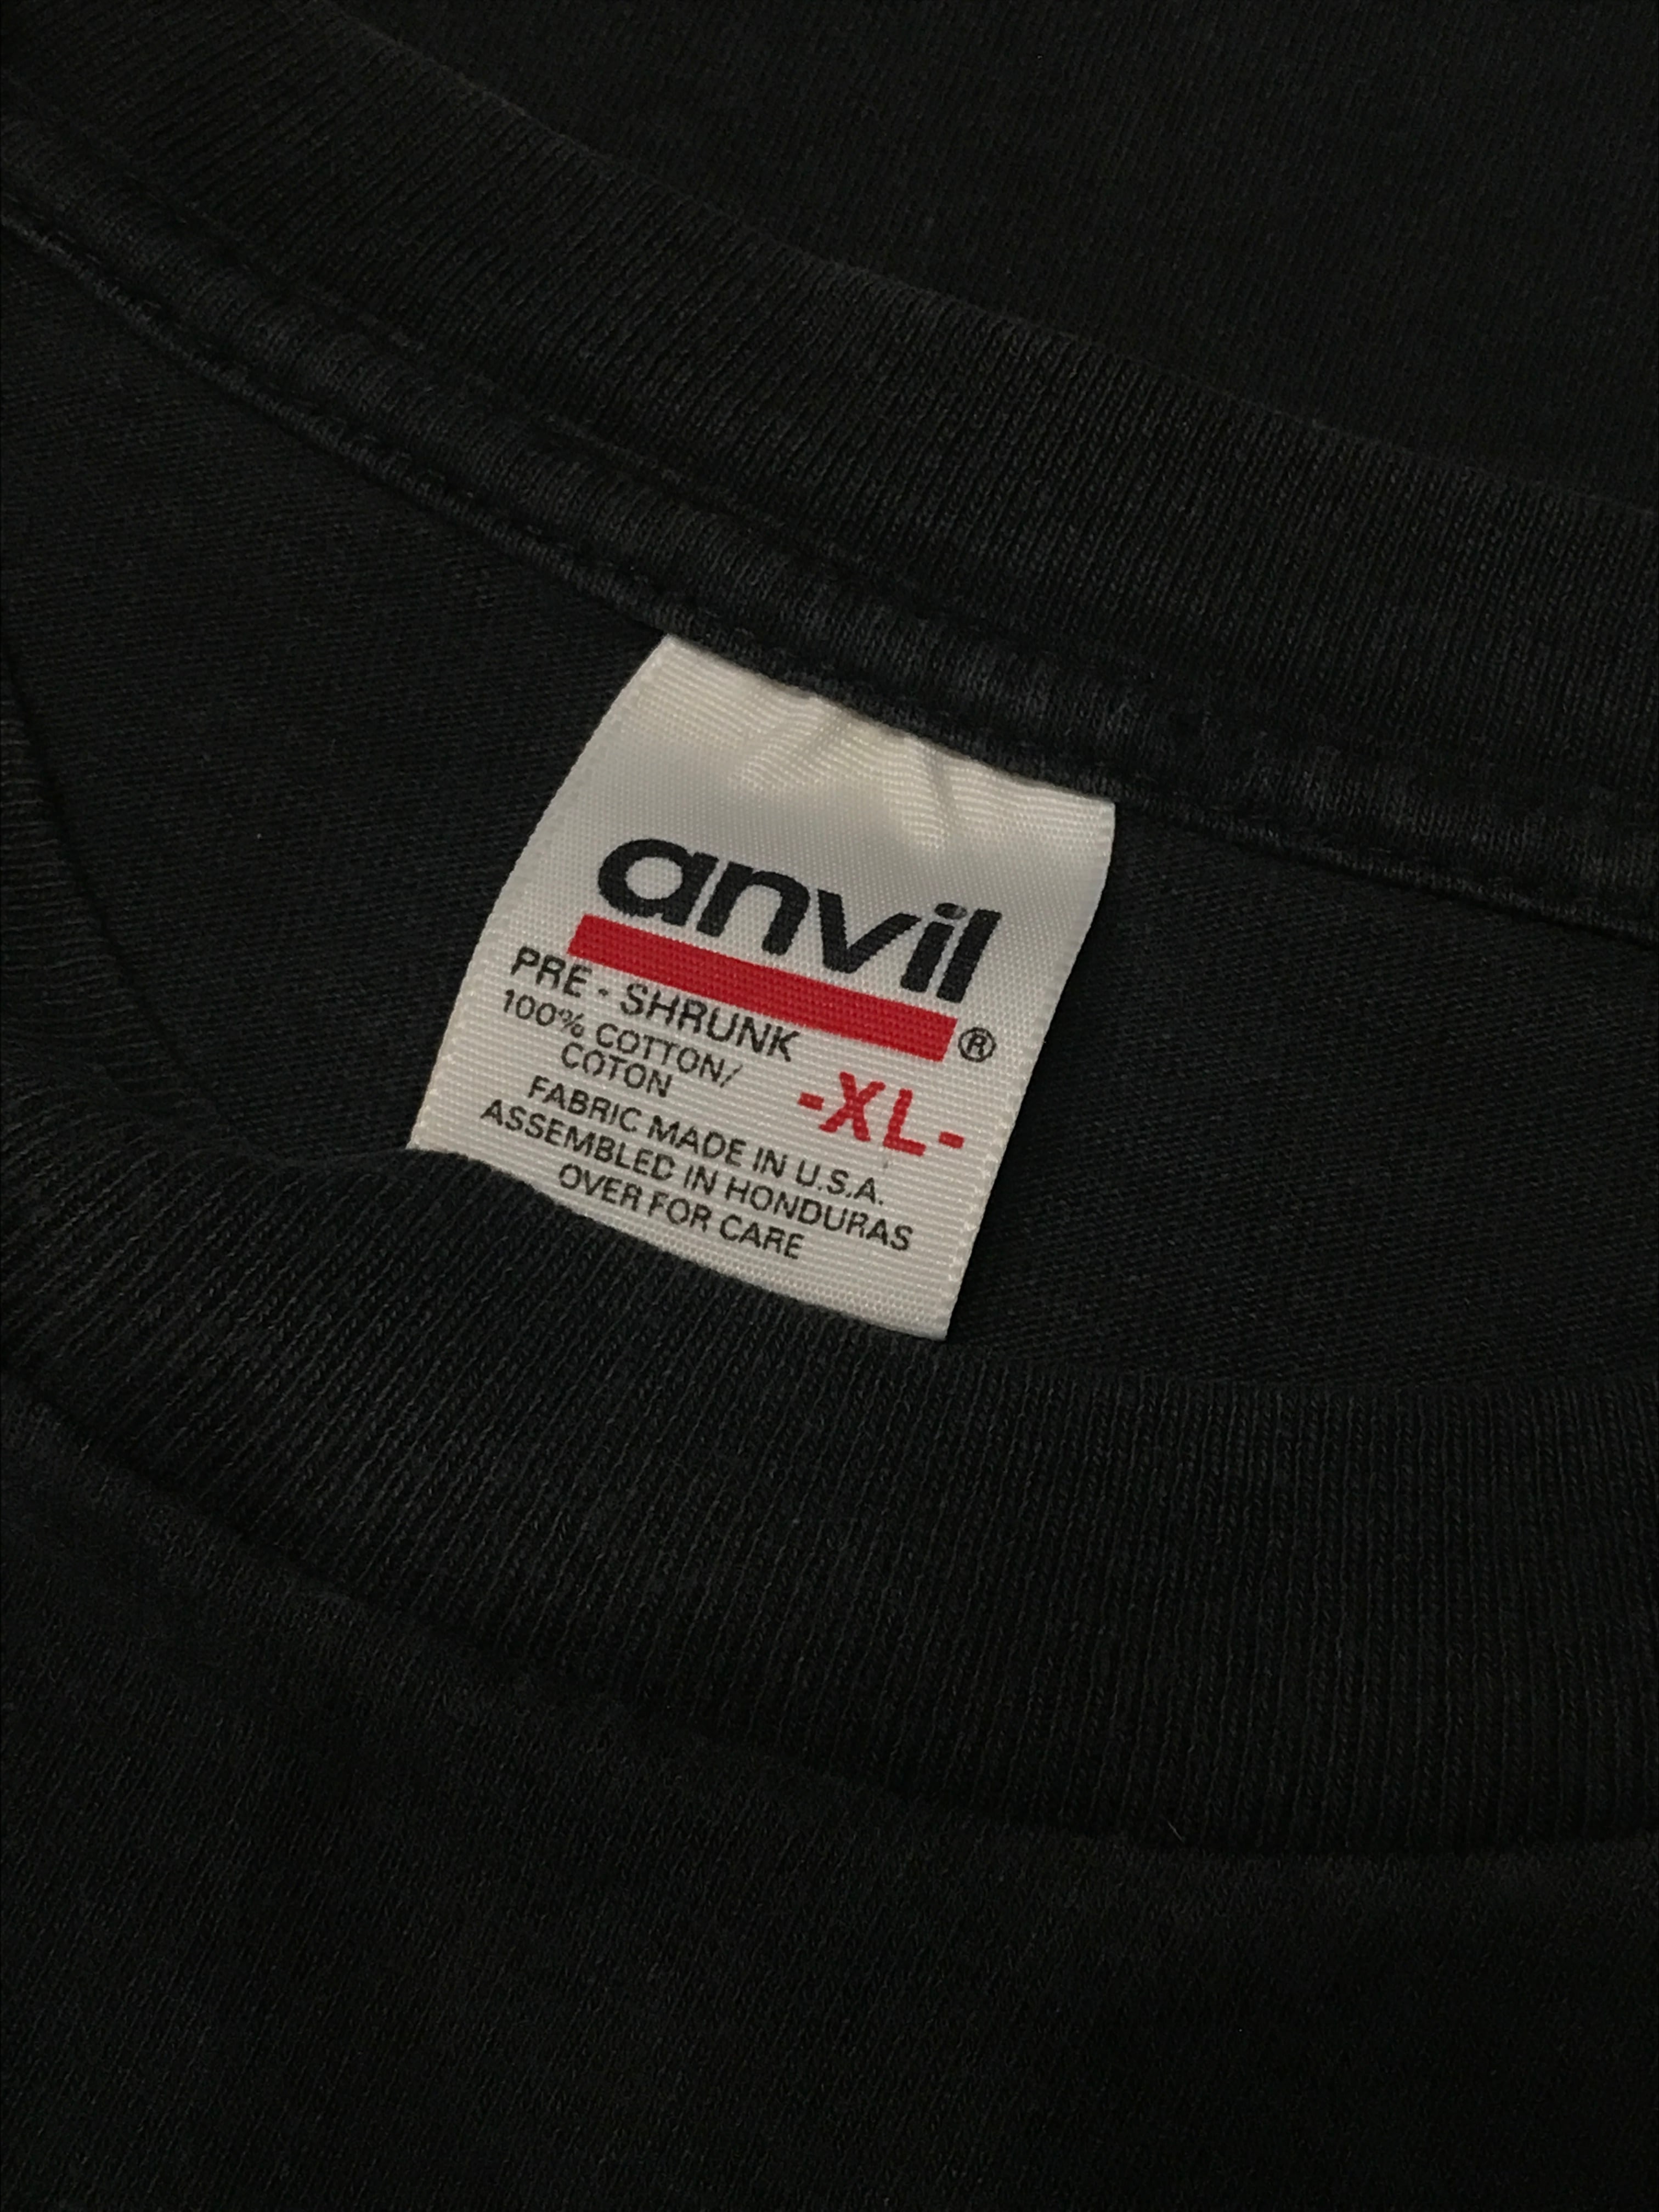 anvil®
PRE - SHRUNK
100% COTTON/
COTON
-XL-
FABRIC MADE IN U.S.A.
ASSEMBLED IN HONDURAS
OVER FOR CARE